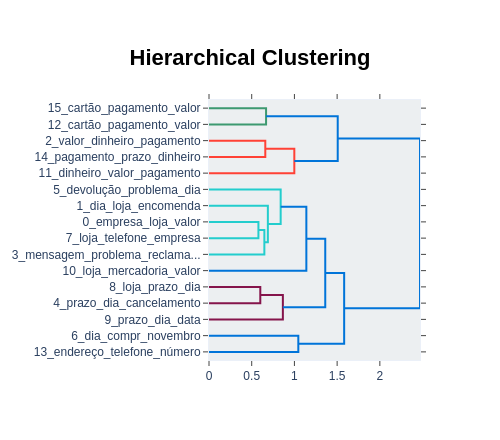 Hierarchical Clustering
15_cartão_pagamento_valor
12_cartão_pagamento_valor
2_valor_dinheiro_pagamento
14_pagamento_prazo_dinheiro
11_dinheiro_valor_pagamento
5_devolução_problema_dia
1_dia_loja_encomenda
0_empresa_loja_valor
7_loja_telefone_empresa
3_mensagem_problema_reclama...
10_loja_mercadoria_valor
8_loja_prazo_dia
4_prazo_dia_cancelamento
9_prazo_dia_data
6_dia_compr_novembro
13_endereço_telefone_número
0 0.5 1 1.5 2